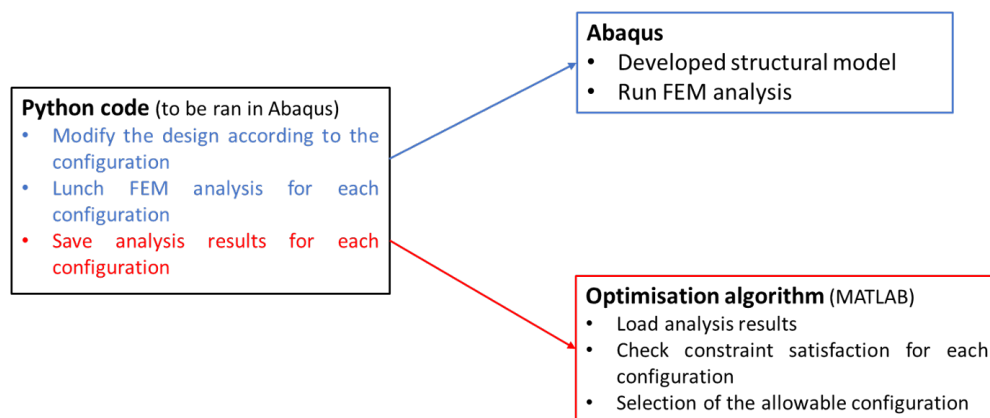 Python code (to be ran in Abaqus)
• Modify the design according to the
configuration
• Lunch FEM analysis for each
configuration
• Save analysis results for each
configuration
Abaqus
• Developed structural model
• Run FEM analysis
Optimisation algorithm (MATLAB)
• Load analysis results
• Check constraint satisfaction for each
configuration
• Selection of the allowable configuration